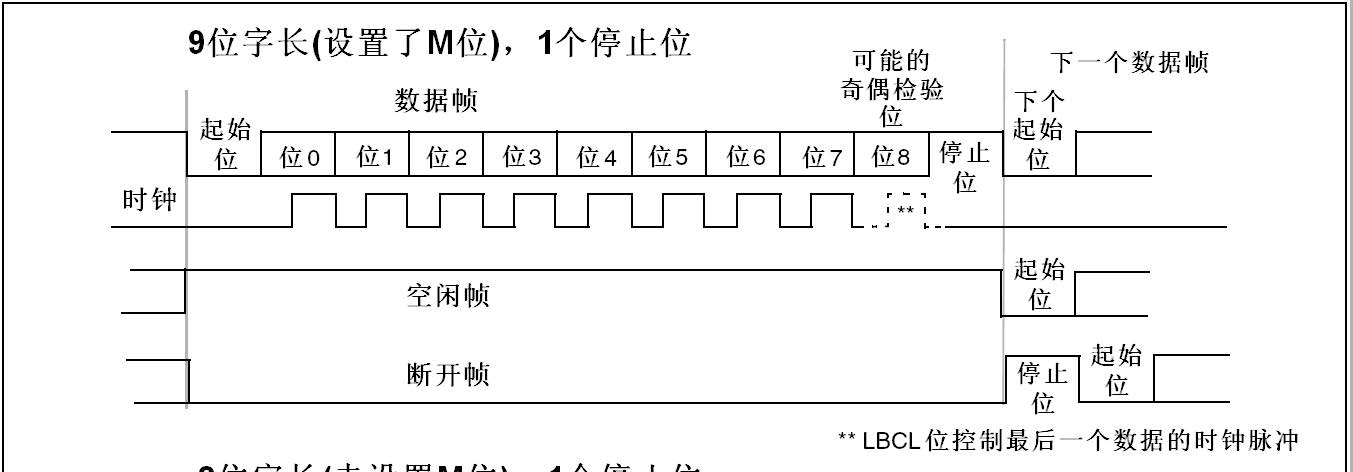 9位字长(设置了M位)，1个停止位
可能的
奇偶检验
位
下一个数据帧
数据帧
下个
起始
位
起始
位
位0
位1
位2
位3
位4
位5
位6
位7
位8
停止
位
时钟
**
空闲帧
起始
位
断开帧
停止
位
起始
位
** LBCL位控制最后一个数据的时钟脉冲